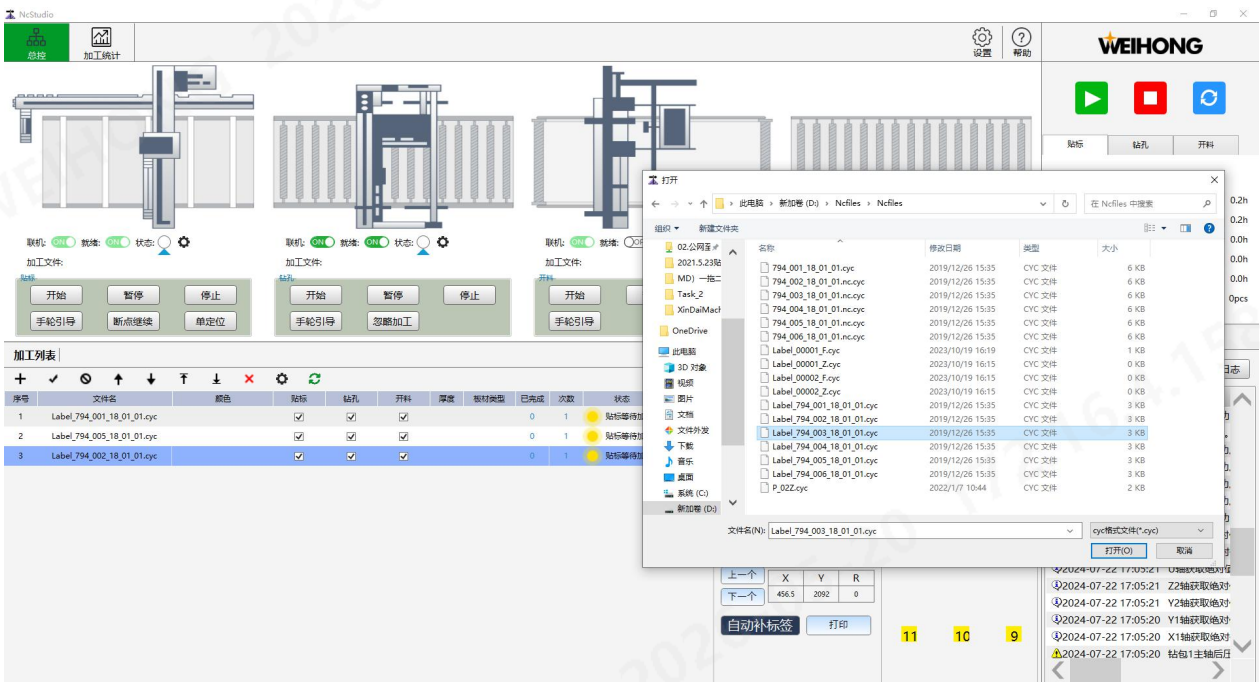 NcStudio
总控
加工统计
设置
帮助
WEIHONG
贴标 钻孔 开料
联机: ON 就绪: ON 状态:
加工文件:
贴标
开始 暂停 停止
手轮引导 断点继续 单定位
联机: ON 就绪: ON 状态:
加工文件:
钻孔
开始 暂停 停止
手轮引导 忽略加工
联机: ON 就绪:
加工文件:
开料
开始
手轮引导
0.2h
0.2h
0.0h
0.0h
0.0h
0pcs
日志
加工列表
序号 文件名 颜色 贴标 钻孔 开料 厚度 板材类型 已完成 次数 状态
1 Label_794_001_18_01_01.cyc 0 1 贴标等待加
2 Label_794_005_18_01_01.cyc 0 1 贴标等待加
3 Label_794_002_18_01_01.cyc 0 1 贴标等待加
打开
此电脑 › 新加卷 (D:) › Ncfiles › Ncfiles
在 Ncfiles 中搜索
组织 新建文件夹
02.公网至
2021.5.23贴
MD）一拖二
Task_2
XinDaiMach
OneDrive
此电脑
3D 对象
视频
图片
文档
文件外发
下载
音乐
桌面
系统 (C:)
新加卷 (D:)
名称 修改日期 类型 大小
794_001_18_01_01.cyc 2019/12/26 15:35 CYC 文件 6 KB
794_002_18_01_01.nc.cyc 2019/12/26 15:35 CYC 文件 6 KB
794_003_18_01_01.nc.cyc 2019/12/26 15:35 CYC 文件 6 KB
794_004_18_01_01.nc.cyc 2019/12/26 15:35 CYC 文件 6 KB
794_005_18_01_01.nc.cyc 2019/12/26 15:35 CYC 文件 6 KB
794_006_18_01_01.nc.cyc 2019/12/26 15:35 CYC 文件 6 KB
Label_00001_F.cyc 2023/10/19 16:19 CYC 文件 1 KB
Label_00001_Z.cyc 2023/10/19 16:15 CYC 文件 0 KB
Label_00002_F.cyc 2023/10/19 16:15 CYC 文件 0 KB
Label_00002_Z.cyc 2023/10/19 16:15 CYC 文件 0 KB
Label_794_001_18_01_01.cyc 2019/12/26 15:35 CYC 文件 3 KB
Label_794_002_18_01_01.cyc 2019/12/26 15:35 CYC 文件 3 KB
Label_794_003_18_01_01.cyc 2019/12/26 15:35 CYC 文件 3 KB
Label_794_004_18_01_01.cyc 2019/12/26 15:35 CYC 文件 3 KB
Label_794_005_18_01_01.cyc 2019/12/26 15:35 CYC 文件 3 KB
Label_794_006_18_01_01.cyc 2019/12/26 15:35 CYC 文件 3 KB
P_02Z.cyc 2022/1/7 10:44 CYC 文件 2 KB
文件名(N): Label_794_003_18_01_01.cyc cyc格式文件(*.cyc)
打开(O) 取消
上一个 X Y R
下一个 456.5 2092 0
自动补标签 打印
11 10 9
2024-07-22 17:05:21 U轴获取绝对值
2024-07-22 17:05:21 Z2轴获取绝对
2024-07-22 17:05:21 Y2轴获取绝对
2024-07-22 17:05:20 Y1轴获取绝对
2024-07-22 17:05:20 X1轴获取绝对
2024-07-22 17:05:20 钻包1主轴后压